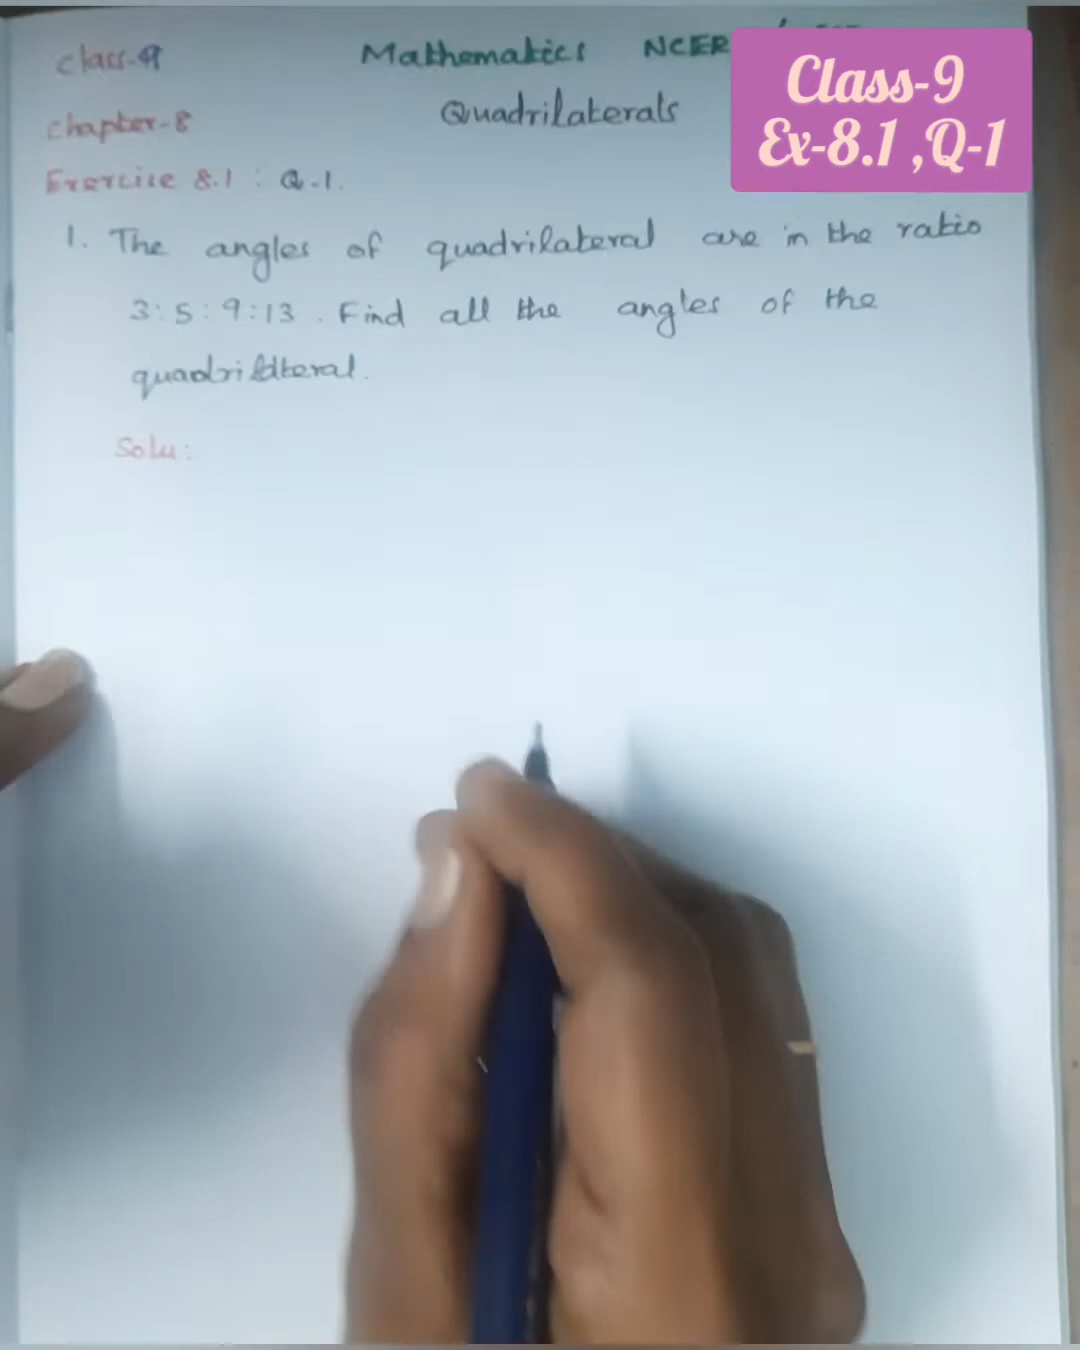 class-9
Mathematics NCER
Class-9
Ex-8.1 ,Q-1
chapter-8
Quadrilaterals
Exercise 8.1 : Q-1.
1. The angles of quadrilateral are in the ratio
3:5:9:13. Find all the angles of the
quadrilateral.
Solu: